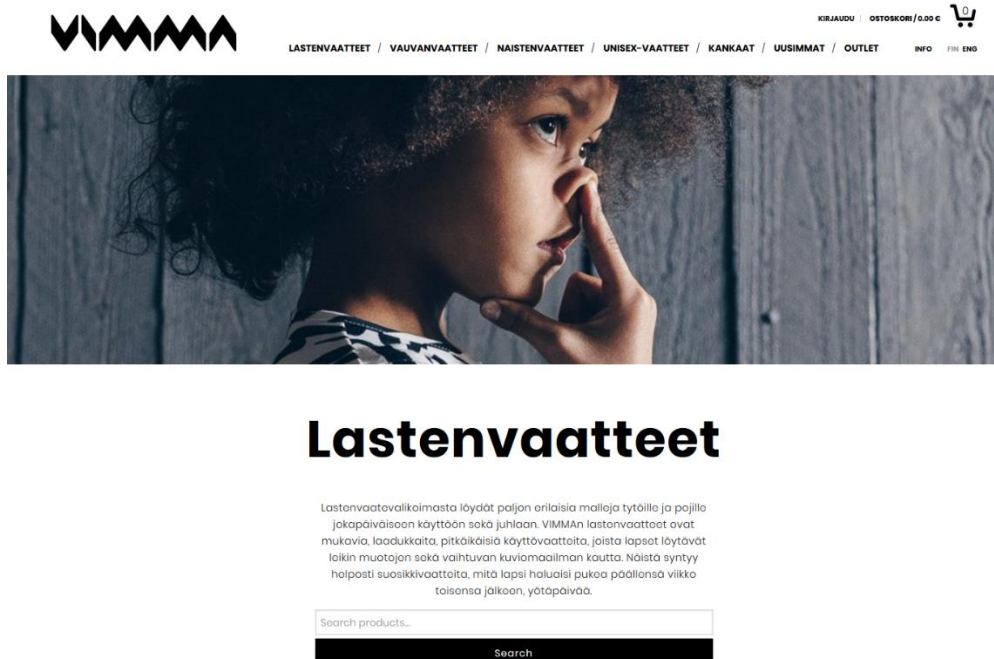 VIMMA
KIRJAUDU | OSTOSKORI / 0.00 € 0
LASTENVAATTEET / VAUVANVAATTEET / NAISTENVAATTEET / UNISEX-VAATTEET / KANKAAT / UUSIMMAT / OUTLET INFO FIN ENG
Lastenvaatteet
Lastenvaatevalikoimasta löydät paljon erilaisia malleja tytöille ja pojille
jokapäiväiseen käyttöön sekä juhlaan. VIMMAn lastenvaatteet ovat
mukavia, laadukkaita, pitkäikäisiä käyttövaatteita, joista lapset löytävät
leikin muotojen sekä vaihtuvan kuviomaailman kautta. Näistä syntyy
helposti suosikkivaatteita, mitä lapsi haluaisi pukea päällensä viikko
toisensa jälkeen, yötäpäivää.
Search products...
Search